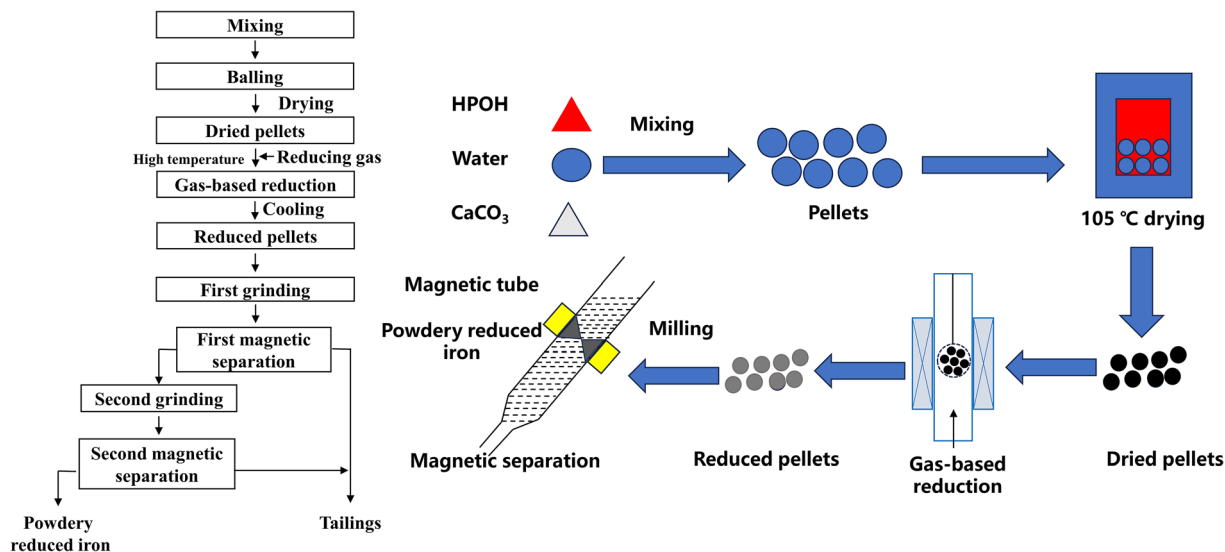 Mixing
Balling
Drying
Dried pellets
High temperature
Reducing gas
Gas-based reduction
Cooling
Reduced pellets
First grinding
First magnetic
separation
Second grinding
Second magnetic
separation
Powdery
reduced iron
Tailings
HPOH
Mixing
Water
CaCO₃
Pellets
105 ℃ drying
Magnetic tube
Powdery reduced
iron
Milling
Magnetic separation
Reduced pellets
Gas-based
reduction
Dried pellets